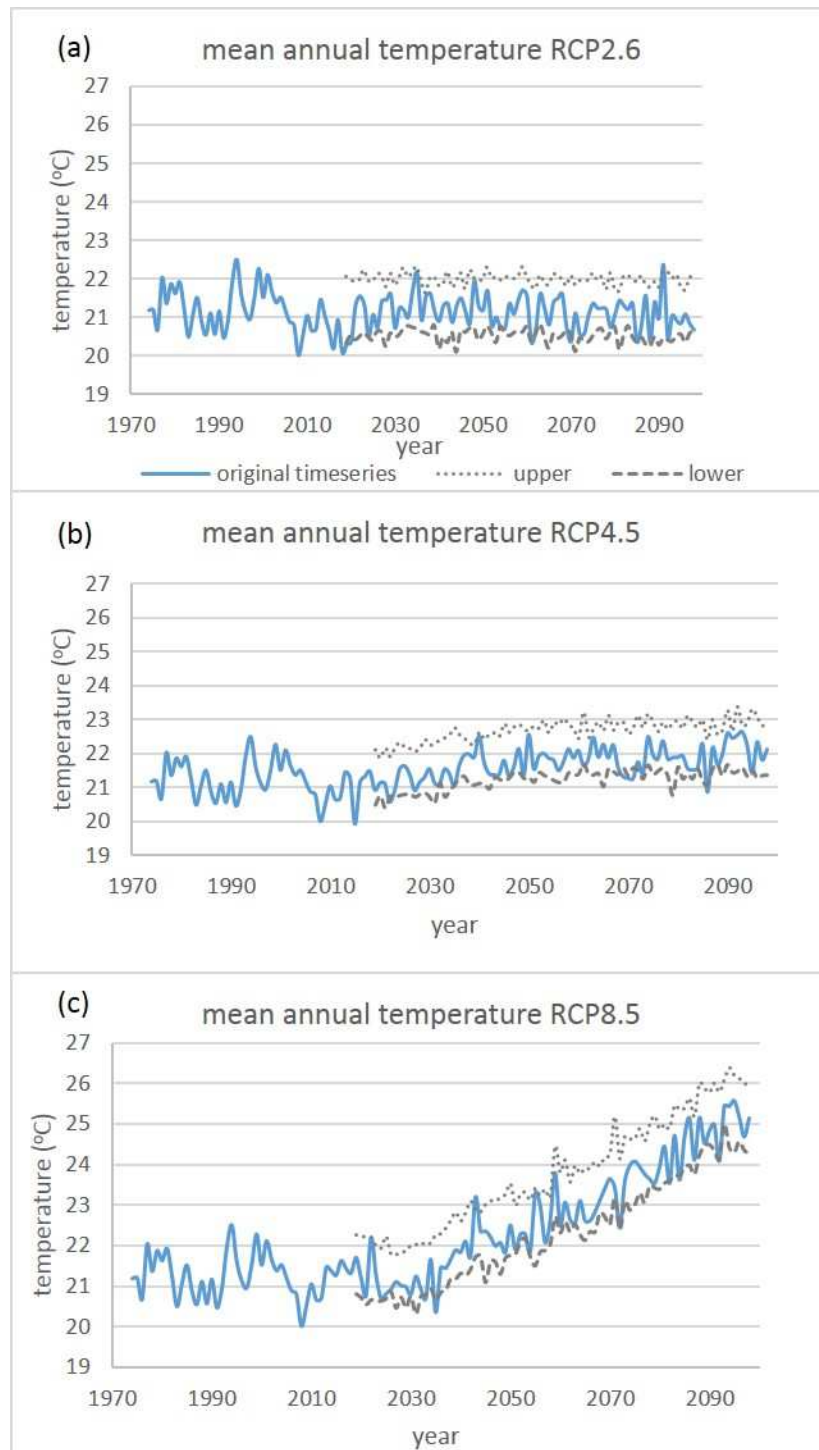 (a) mean annual temperature RCP2.6
temperature (ºC)
27
26
25
24
23
22
21
20
19
1970 1990 2010 2030 2050 2070 2090
year
original timeseries upper lower
(b) mean annual temperature RCP4.5
temperature (ºC)
27
26
25
24
23
22
21
20
19
1970 1990 2010 2030 2050 2070 2090
year
(c) mean annual temperature RCP8.5
temperature (ºC)
27
26
25
24
23
22
21
20
19
1970 1990 2010 2030 2050 2070 2090
year